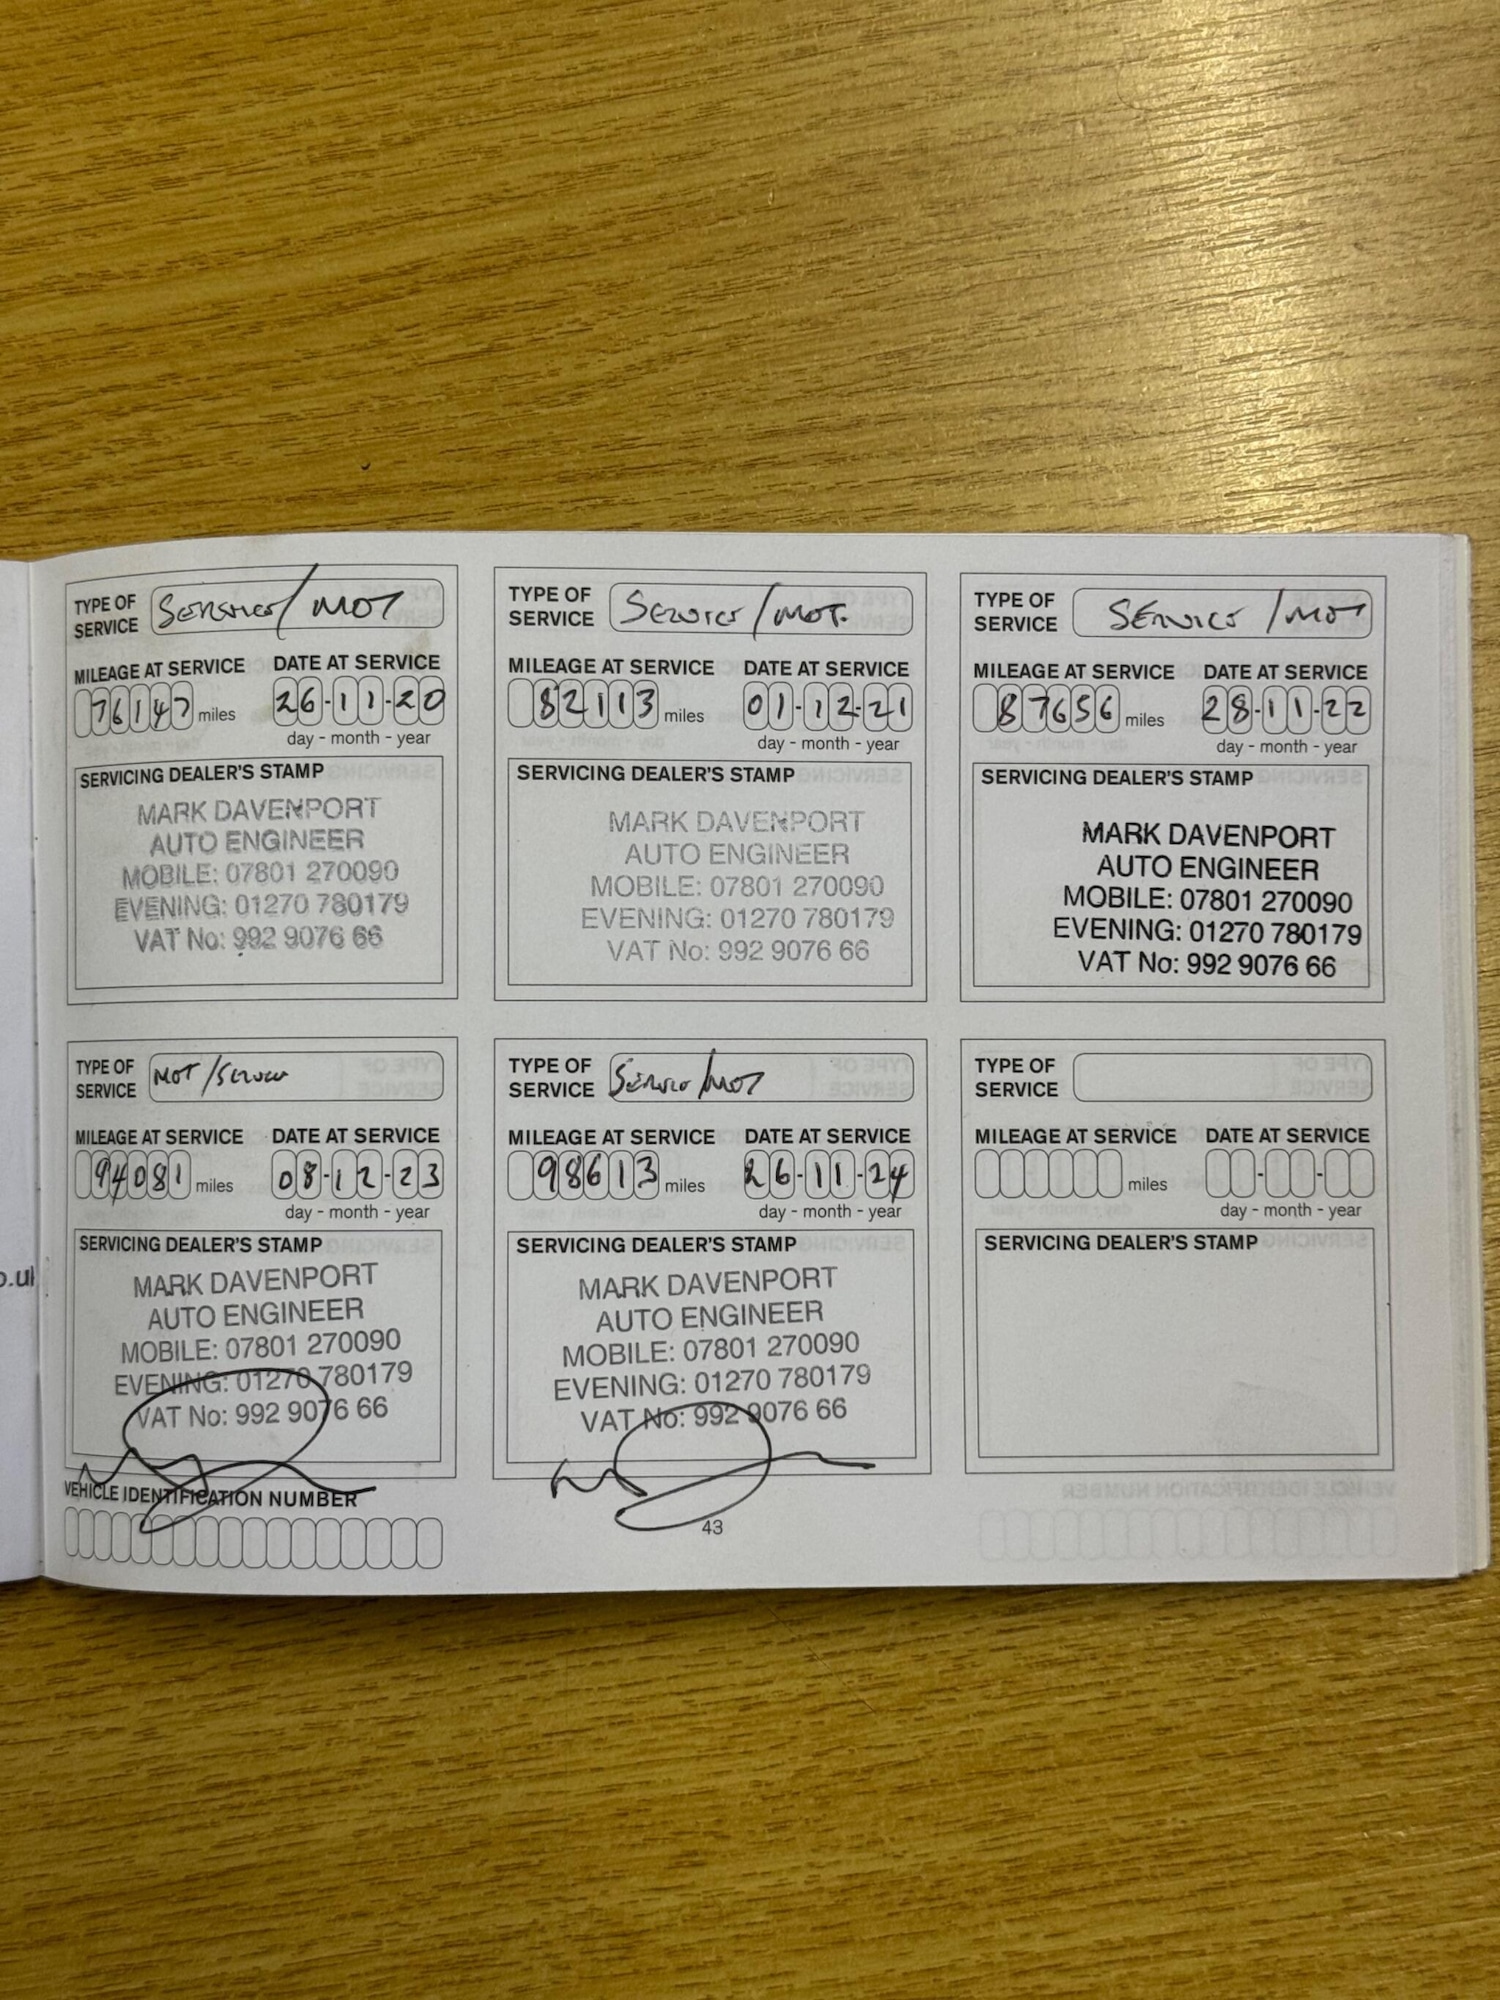 TYPE OF SERVICE Service/MOT
MILEAGE AT SERVICE DATE AT SERVICE
76147 miles 26-11-20
day - month - year
SERVICING DEALER'S STAMP
MARK DAVENPORT
AUTO ENGINEER
MOBILE: 07801 270090
EVENING: 01270 780179
VAT No: 992 9076 66
TYPE OF SERVICE Service/MOT.
MILEAGE AT SERVICE DATE AT SERVICE
82113 miles 01-12-21
day - month - year
SERVICING DEALER'S STAMP
MARK DAVENPORT
AUTO ENGINEER
MOBILE: 07801 270090
EVENING: 01270 780179
VAT No: 992 9076 66
TYPE OF SERVICE SERVICE/MOT
MILEAGE AT SERVICE DATE AT SERVICE
87656 miles 28-11-22
day - month - year
SERVICING DEALER'S STAMP
MARK DAVENPORT
AUTO ENGINEER
MOBILE: 07801 270090
EVENING: 01270 780179
VAT No: 992 9076 66
o.uk
TYPE OF SERVICE MOT/Service
MILEAGE AT SERVICE DATE AT SERVICE
94081 miles 08-12-23
day - month - year
SERVICING DEALER'S STAMP
MARK DAVENPORT
AUTO ENGINEER
MOBILE: 07801 270090
EVENING: 01270 780179
VAT No: 992 9076 66
TYPE OF SERVICE Service/MOT
MILEAGE AT SERVICE DATE AT SERVICE
98613 miles 26-11-24
day - month - year
SERVICING DEALER'S STAMP
MARK DAVENPORT
AUTO ENGINEER
MOBILE: 07801 270090
EVENING: 01270 780179
VAT No: 992 9076 66
TYPE OF SERVICE
MILEAGE AT SERVICE DATE AT SERVICE
miles - -
day - month - year
SERVICING DEALER'S STAMP
VEHICLE IDENTIFICATION NUMBER
43